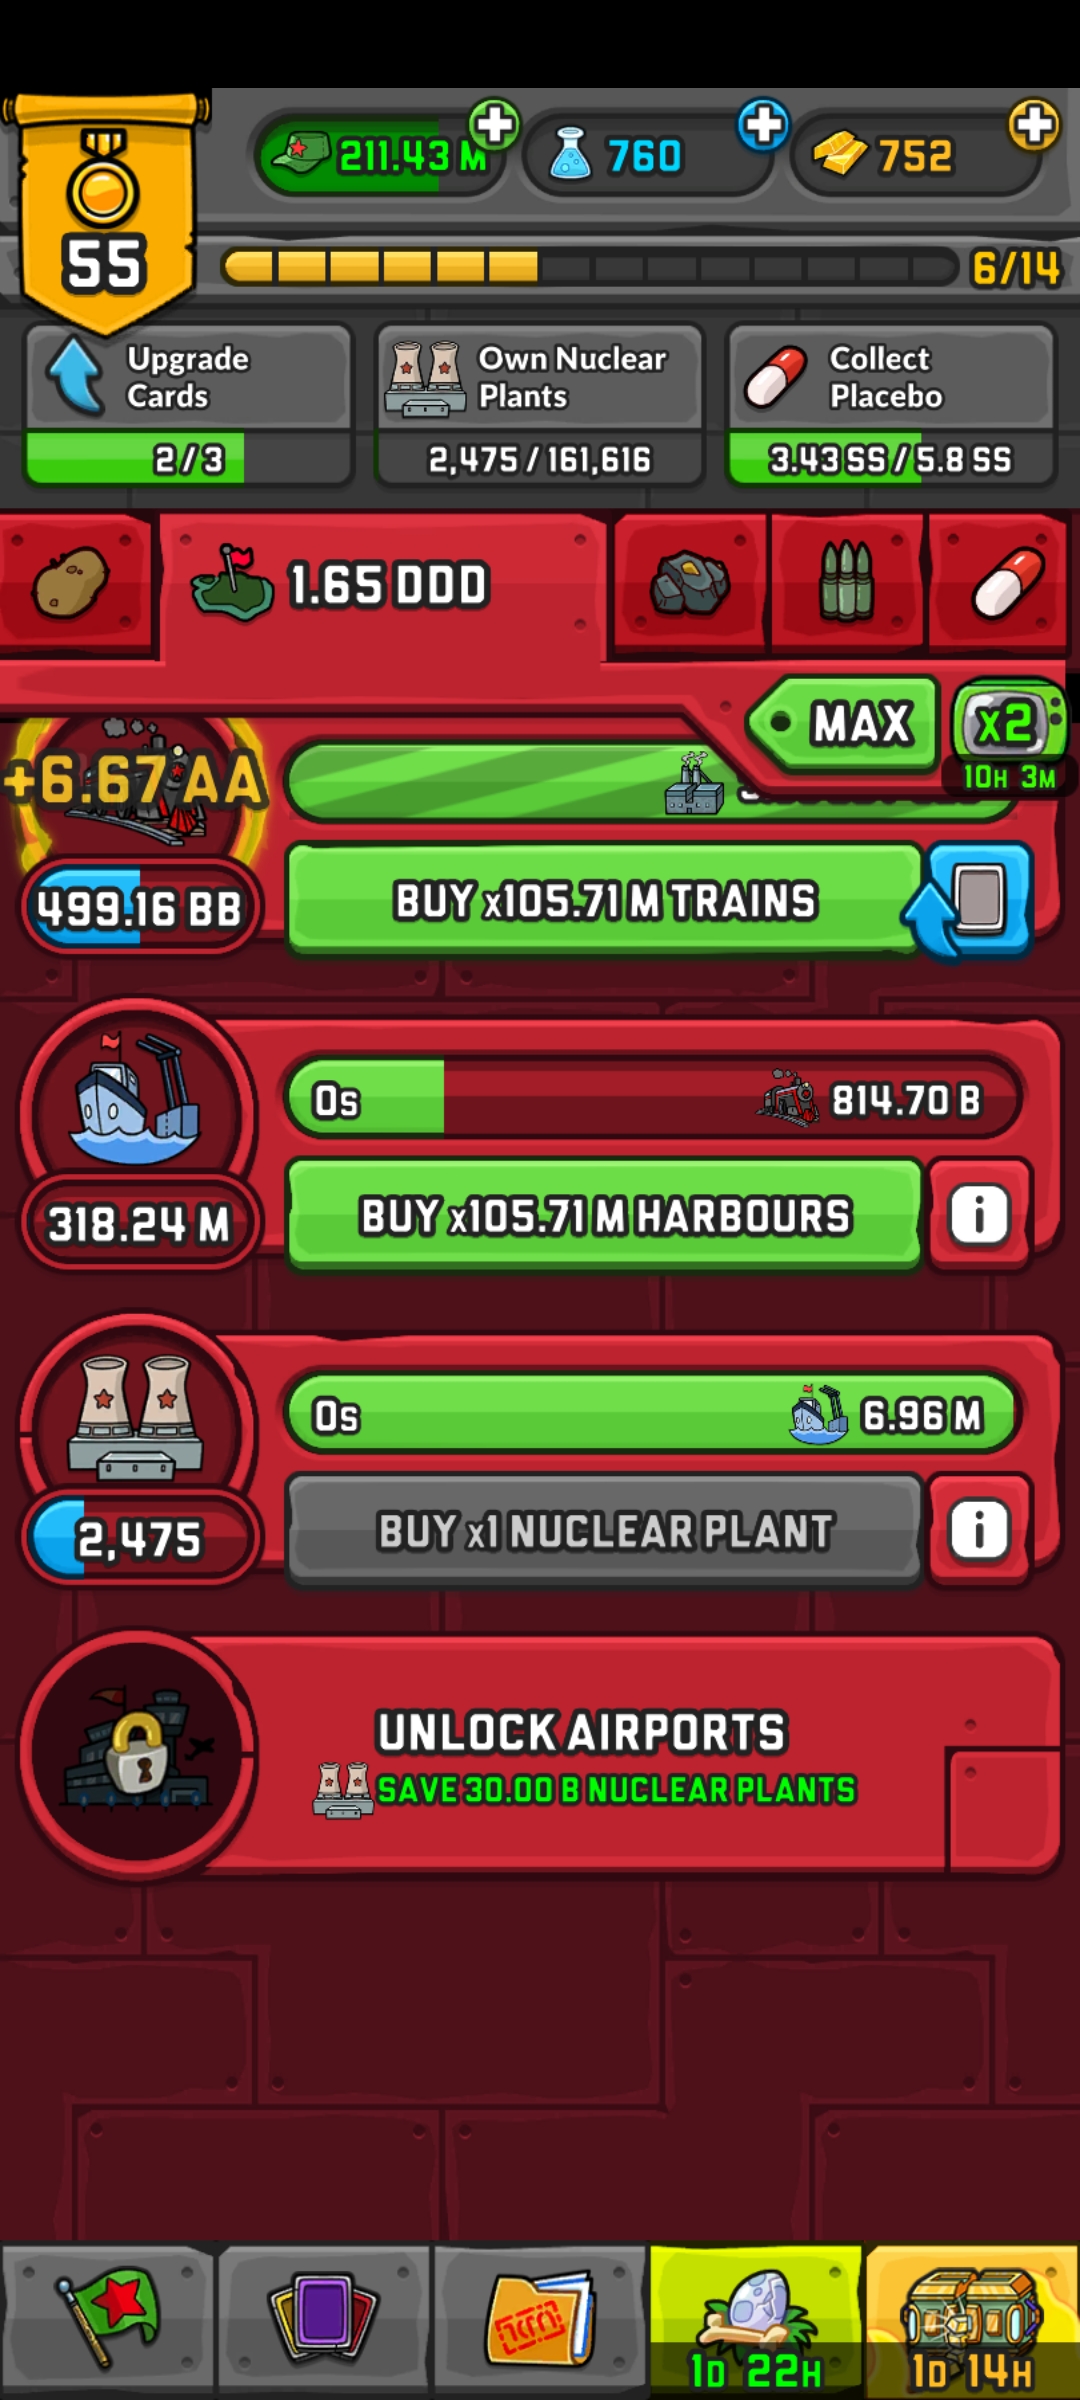 211.43 M
760
752
55
6/14
Upgrade
Cards
2/3
Own Nuclear
Plants
2,475/161,616
Collect
Placebo
3.43 SS/5.8 SS
1.65 DDD
MAX
x2
10H 3M
+6.67 AA
499.16 BB
BUY x105.71 M TRAINS
0s
814.70 B
318.24 M
BUY x105.71 M HARBOURS
i
0s
6.96 M
2,475
BUY x1 NUCLEAR PLANT
i
UNLOCK AIRPORTS
SAVE 30.00 B NUCLEAR PLANTS
1D 22H
1D 14H